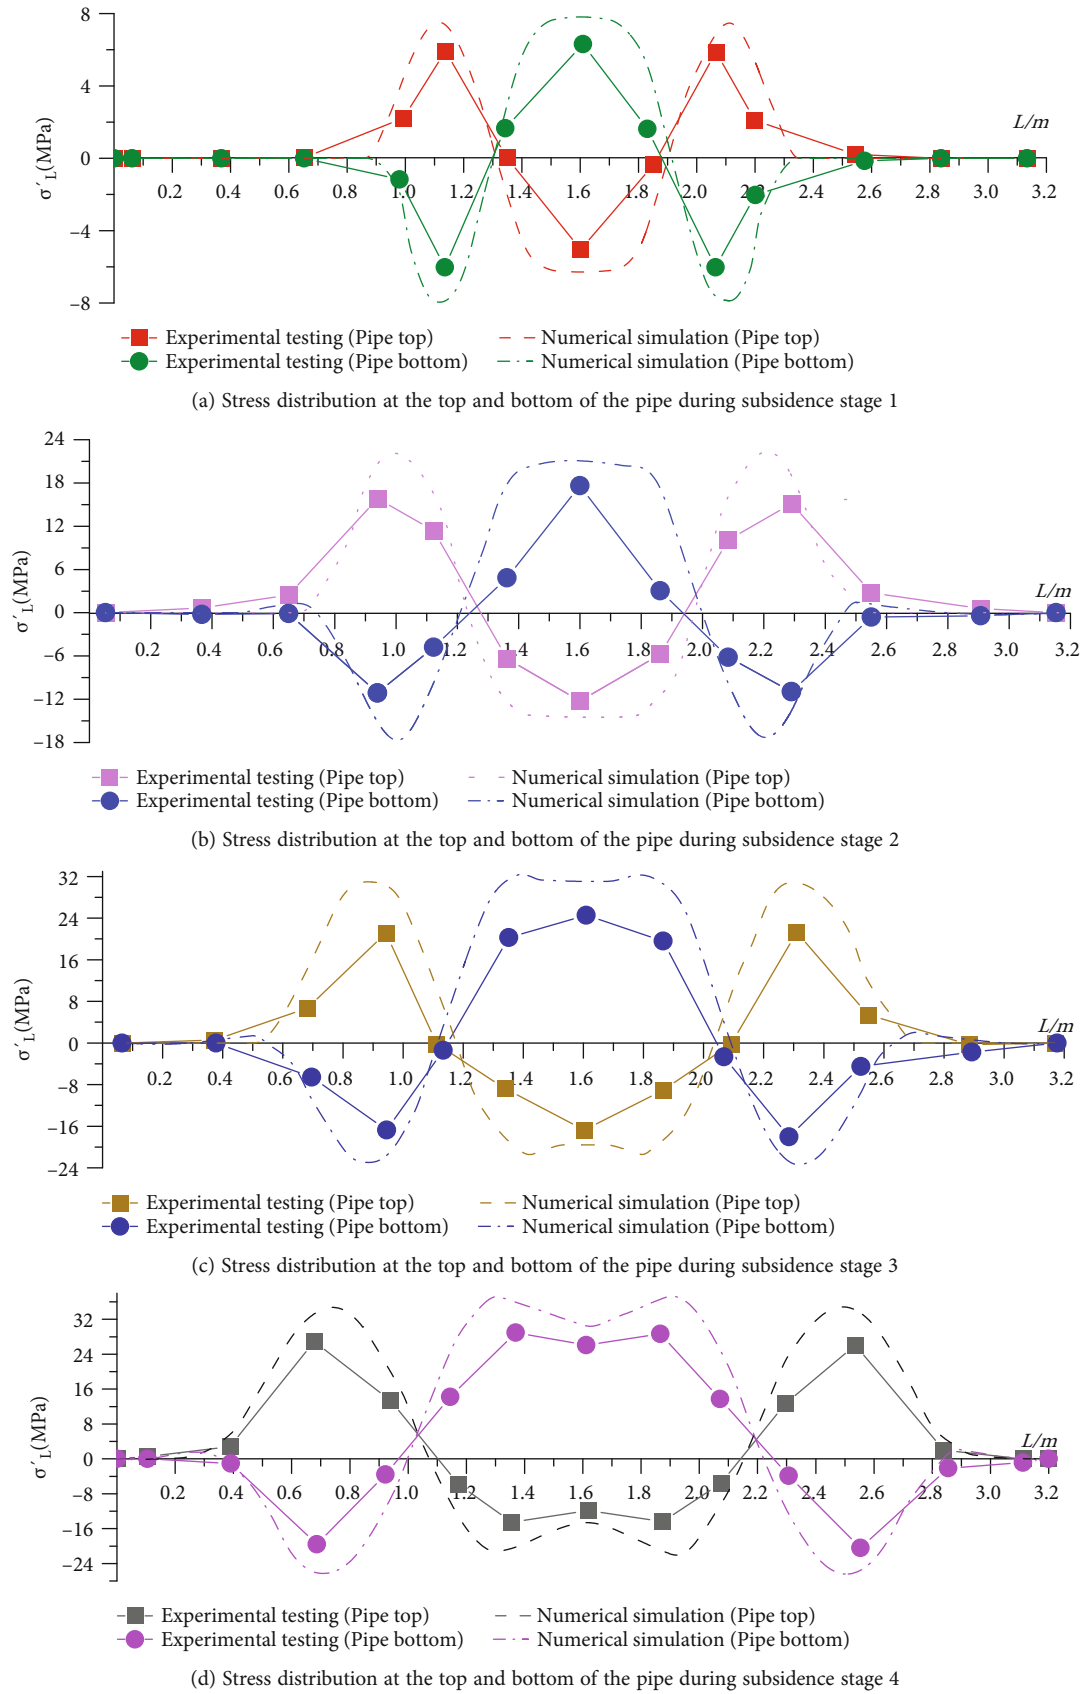 8
4
0
−4
−8
σ′L(MPa)
L/m
0.2 0.4 0.6 0.8 1.0 1.2 1.4 1.6 1.8 2.0 2.2 2.4 2.6 2.8 3.0 3.2
Experimental testing (Pipe top) Numerical simulation (Pipe top)
Experimental testing (Pipe bottom) Numerical simulation (Pipe bottom)
(a) Stress distribution at the top and bottom of the pipe during subsidence stage 1
24
18
12
6
0
−6
−12
−18
σ′L(MPa)
L/m
0.2 0.4 0.6 0.8 1.0 1.2 1.4 1.6 1.8 2.0 2.2 2.4 2.6 2.8 3.0 3.2
Experimental testing (Pipe top) Numerical simulation (Pipe top)
Experimental testing (Pipe bottom) Numerical simulation (Pipe bottom)
(b) Stress distribution at the top and bottom of the pipe during subsidence stage 2
32
24
16
8
0
−8
−16
−24
σ′L(MPa)
L/m
0.2 0.4 0.6 0.8 1.0 1.2 1.4 1.6 1.8 2.0 2.2 2.4 2.6 2.8 3.0 3.2
Experimental testing (Pipe top) Numerical simulation (Pipe top)
Experimental testing (Pipe bottom) Numerical simulation (Pipe bottom)
(c) Stress distribution at the top and bottom of the pipe during subsidence stage 3
32
24
16
8
0
−8
−16
−24
σ′L(MPa)
L/m
0.2 0.4 0.6 0.8 1.0 1.2 1.4 1.6 1.8 2.0 2.2 2.4 2.6 2.8 3.0 3.2
Experimental testing (Pipe top) Numerical simulation (Pipe top)
Experimental testing (Pipe bottom) Numerical simulation (Pipe bottom)
(d) Stress distribution at the top and bottom of the pipe during subsidence stage 4